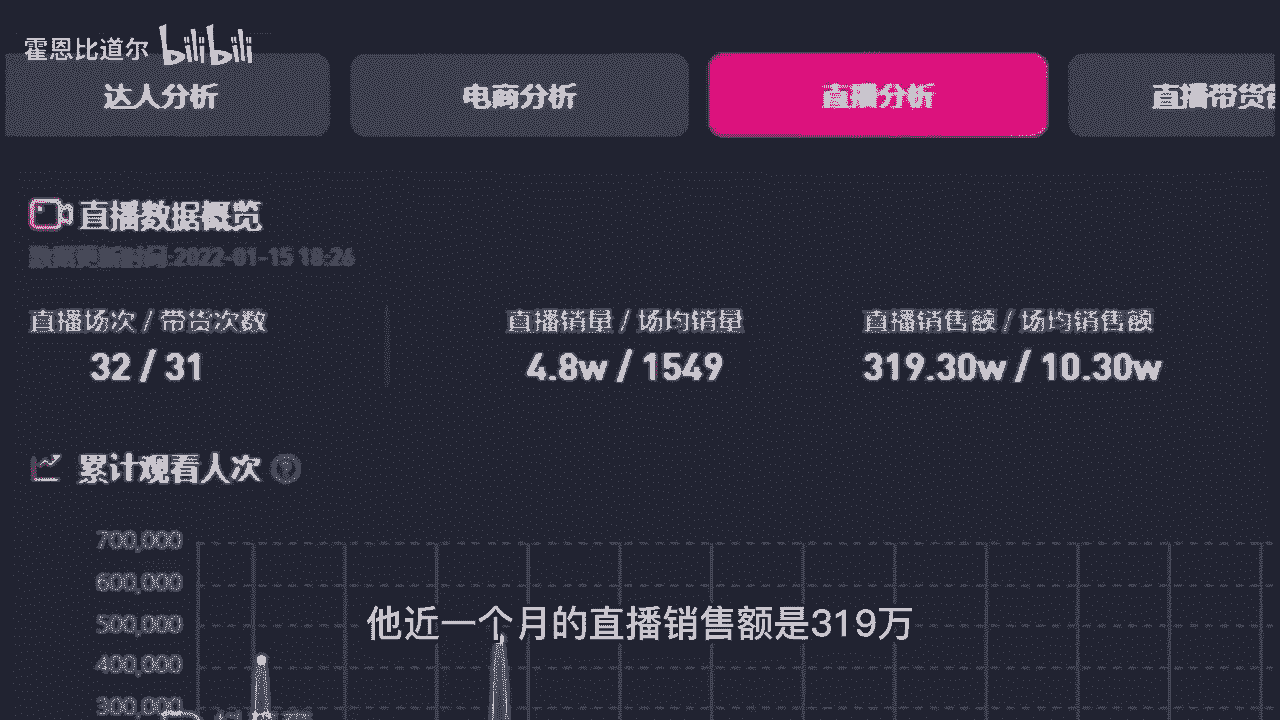 霍恩比道尔 bilibili
达人分析 电商分析 直播分析 直播带货
直播数据概览
数据更新时间:2022-01-15 18:26
直播场次 / 带货次数 直播销量 / 场均销量 直播销售额 / 场均销售额
32 / 31 4.8w / 1549 319.30w / 10.30w
累计观看人次
700,000
600,000
500,000
他近一个月的直播销售额是319万
400,000
300,000